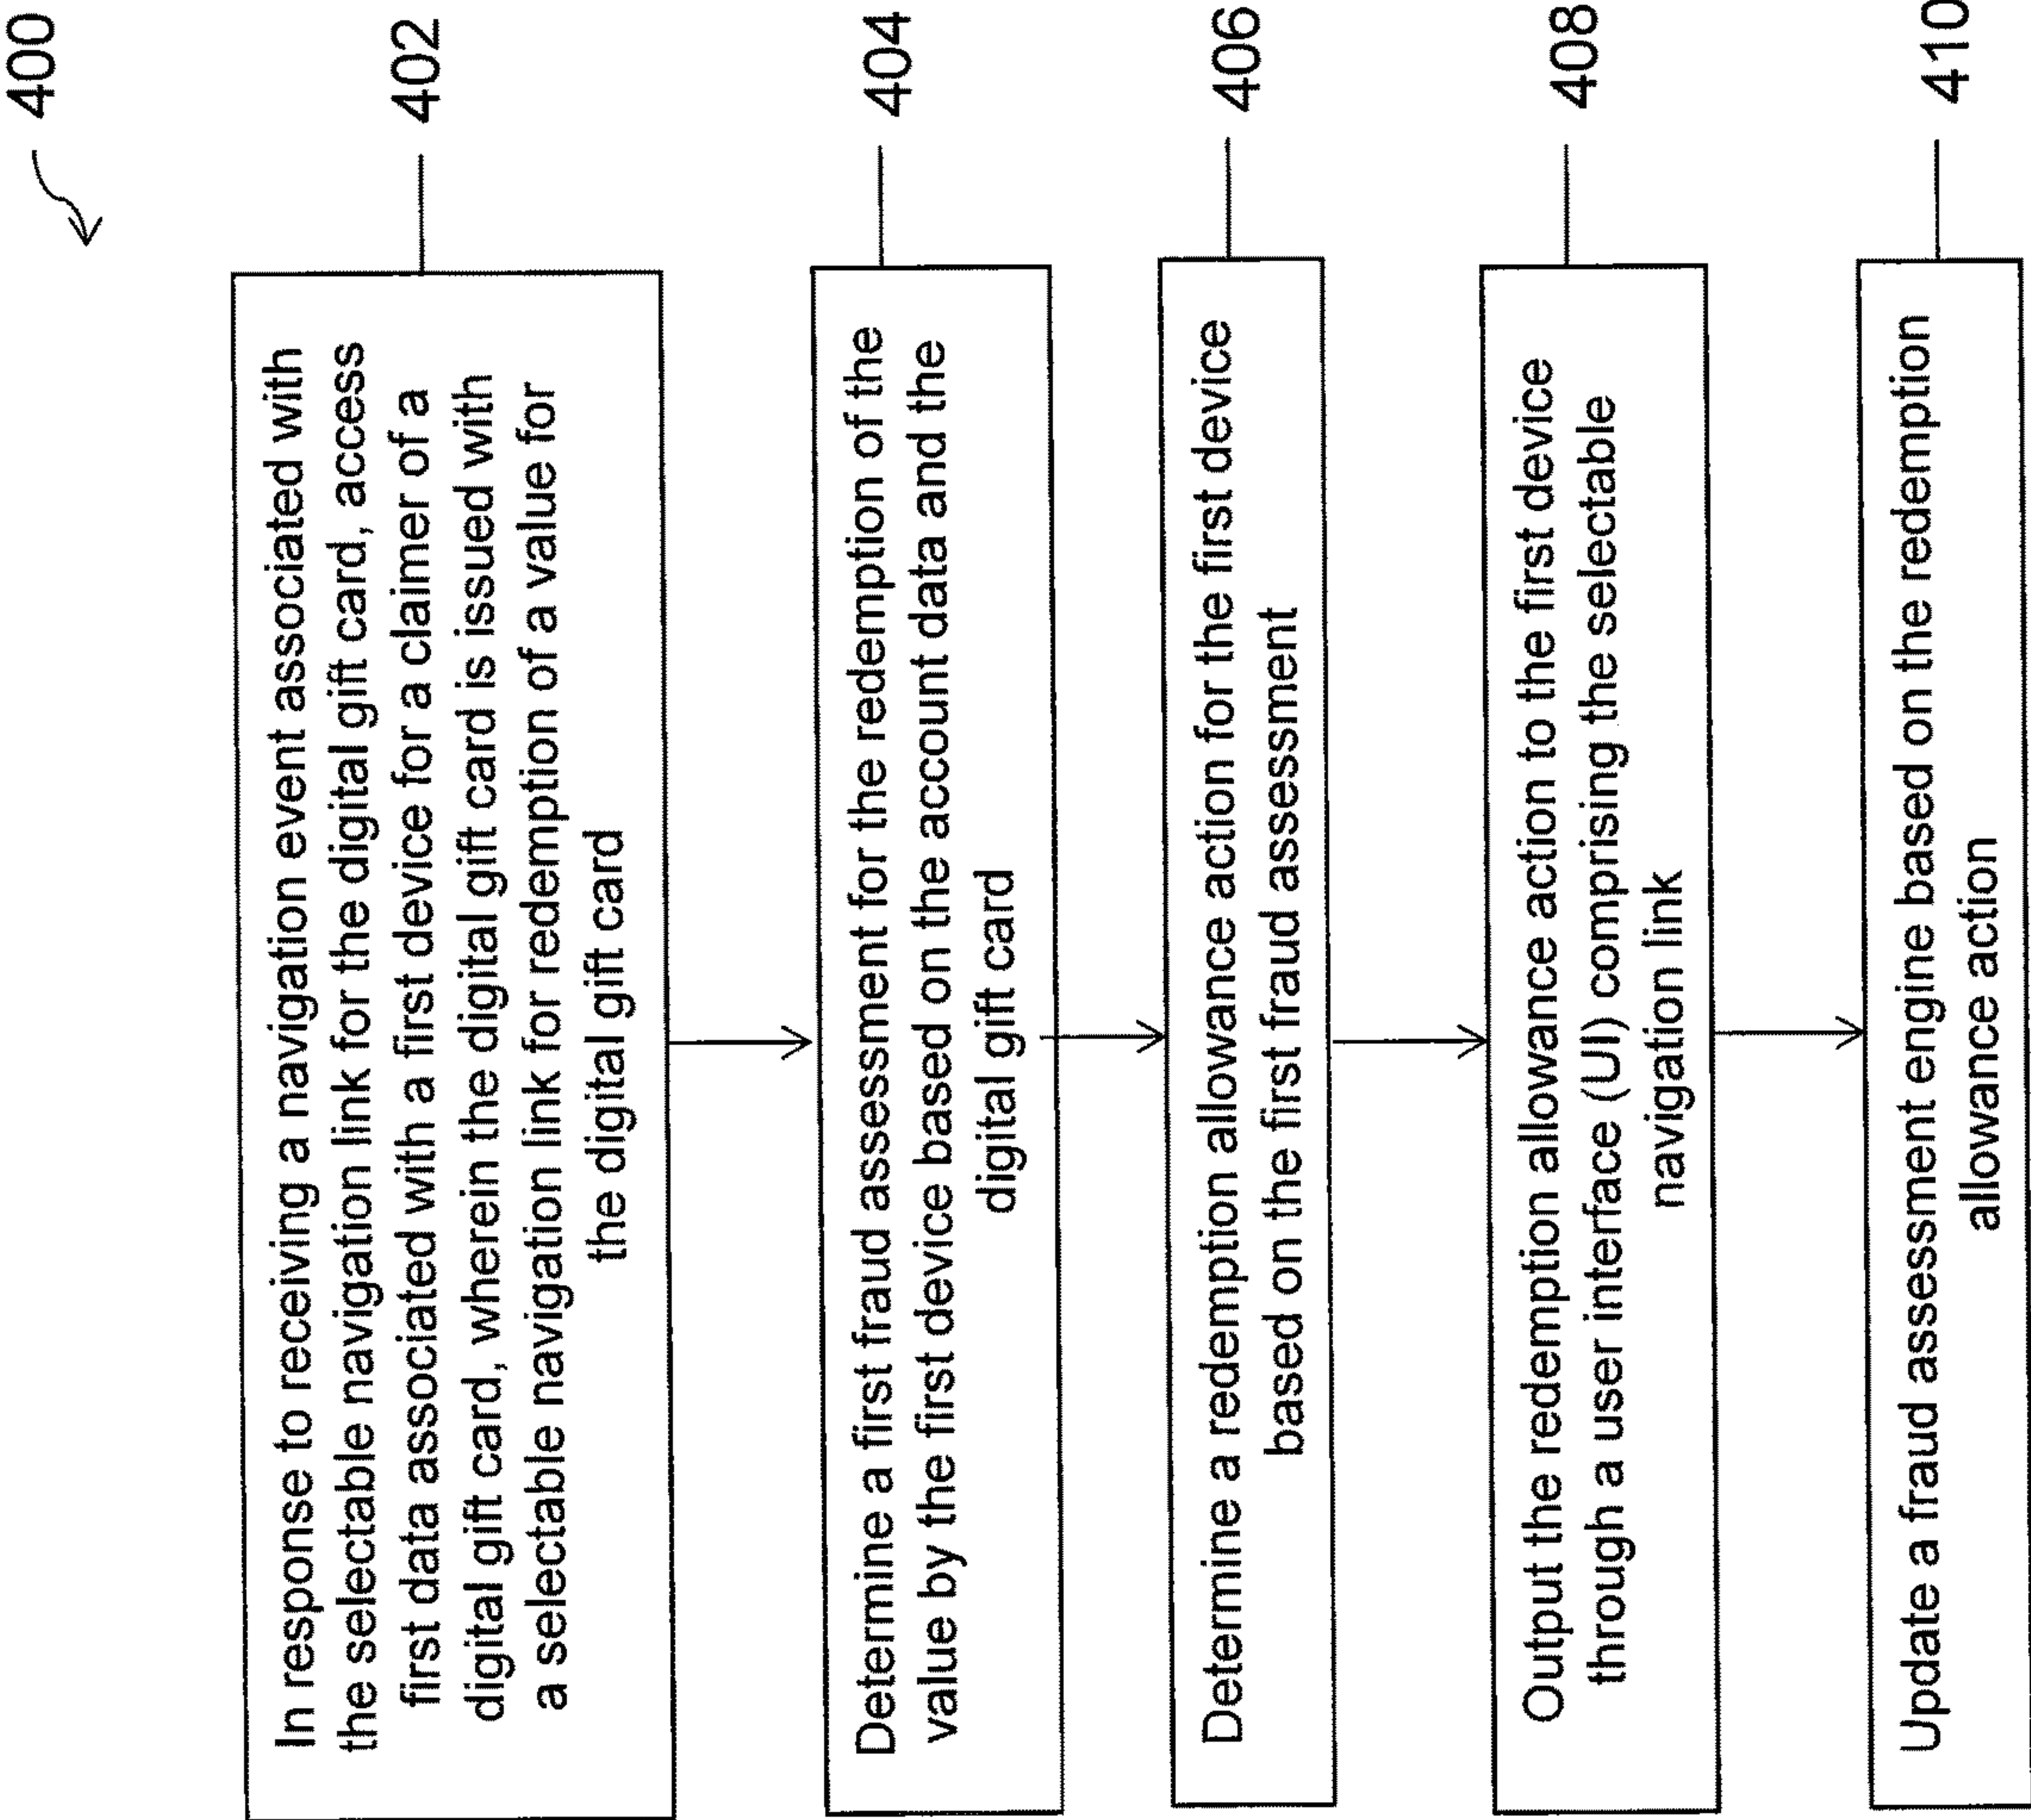 400
In response to receiving a navigation event associated with
the selectable navigation link for the digital gift card, access
first data associated with a first device for a claimer of a
digital gift card, wherein the digital gift card is issued with
a selectable navigation link for redemption of a value for
the digital gift card
402
Determine a first fraud assessment for the redemption of the
value by the first device based on the account data and the
digital gift card
404
Determine a redemption allowance action for the first device
based on the first fraud assessment
406
Output the redemption allowance action to the first device
through a user interface (UI) comprising the selectable
navigation link
408
Update a fraud assessment engine based on the redemption
allowance action
410